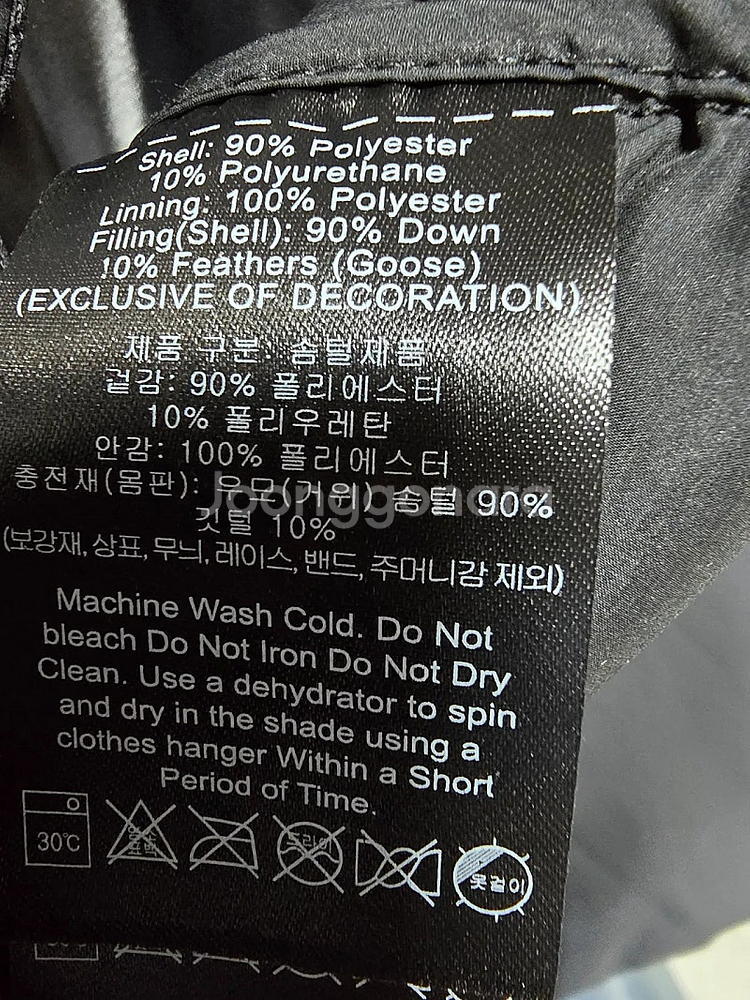 Shell: 90% Polyester
10% Polyurethane
Linning: 100% Polyester
Filling(Shell): 90% Down
10% Feathers (Goose)
(EXCLUSIVE OF DECORATION)
제품 구분: 솜털제품
겉감: 90% 폴리에스터
10% 폴리우레탄
안감: 100% 폴리에스터
충전재(몸판): 우모(거위) 솜털 90%
깃털 10%
Joonggonara
(보강재, 상표, 무늬, 레이스, 밴드, 주머니감 제외)
Machine Wash Cold. Do Not
bleach Do Not Iron Do Not Dry
Clean. Use a dehydrator to spin
and dry in the shade using a
clothes hanger Within a Short
Period of Time.
30℃
드라이
옷걸이